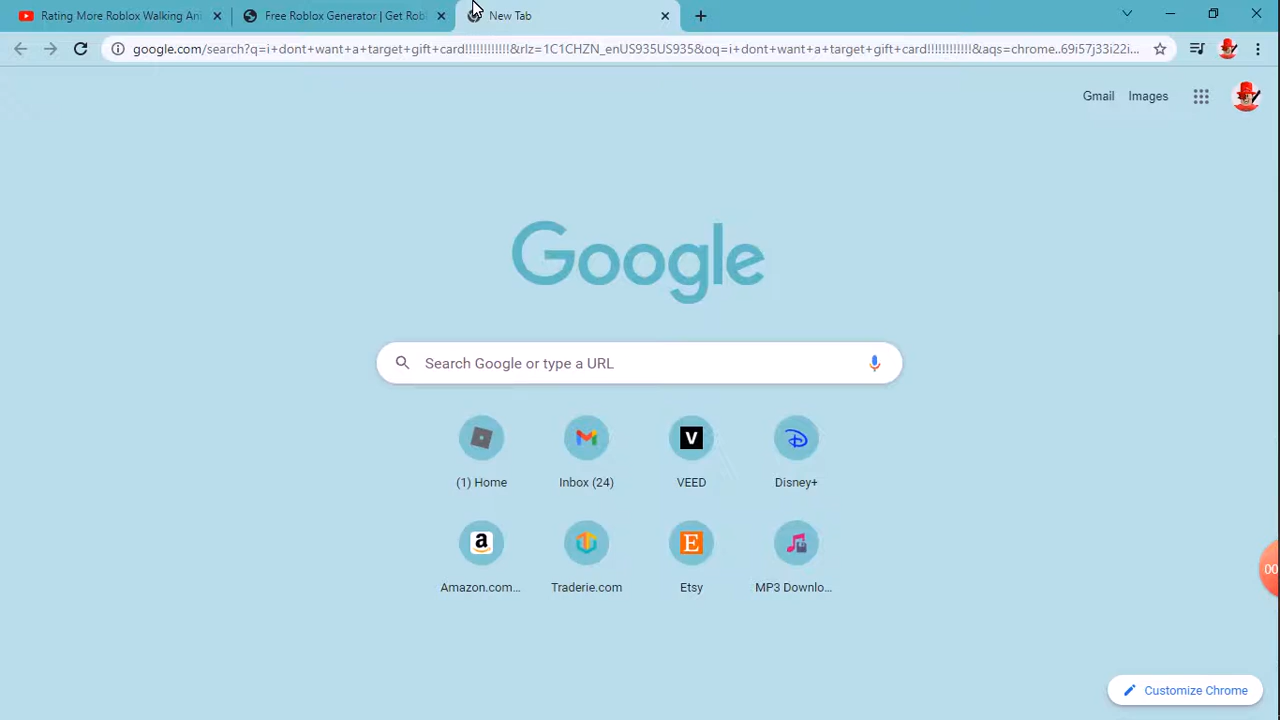 Rating More Roblox Walking Ani
Free Roblox Generator | Get Robl
New Tab
google.com/search?q=i+dont+want+a+target+gift+card!!!!!!!!!!!!&rlz=1C1CHZN_enUS935US935&oq=i+dont+want+a+target+gift+card!!!!!!!!!!!!&aqs=chrome..69i57j33i22i...
Gmail Images
Google
Search Google or type a URL
(1) Home
Inbox (24)
VEED
Disney+
Amazon.com...
Traderie.com
Etsy
MP3 Downlo...
00
Customize Chrome